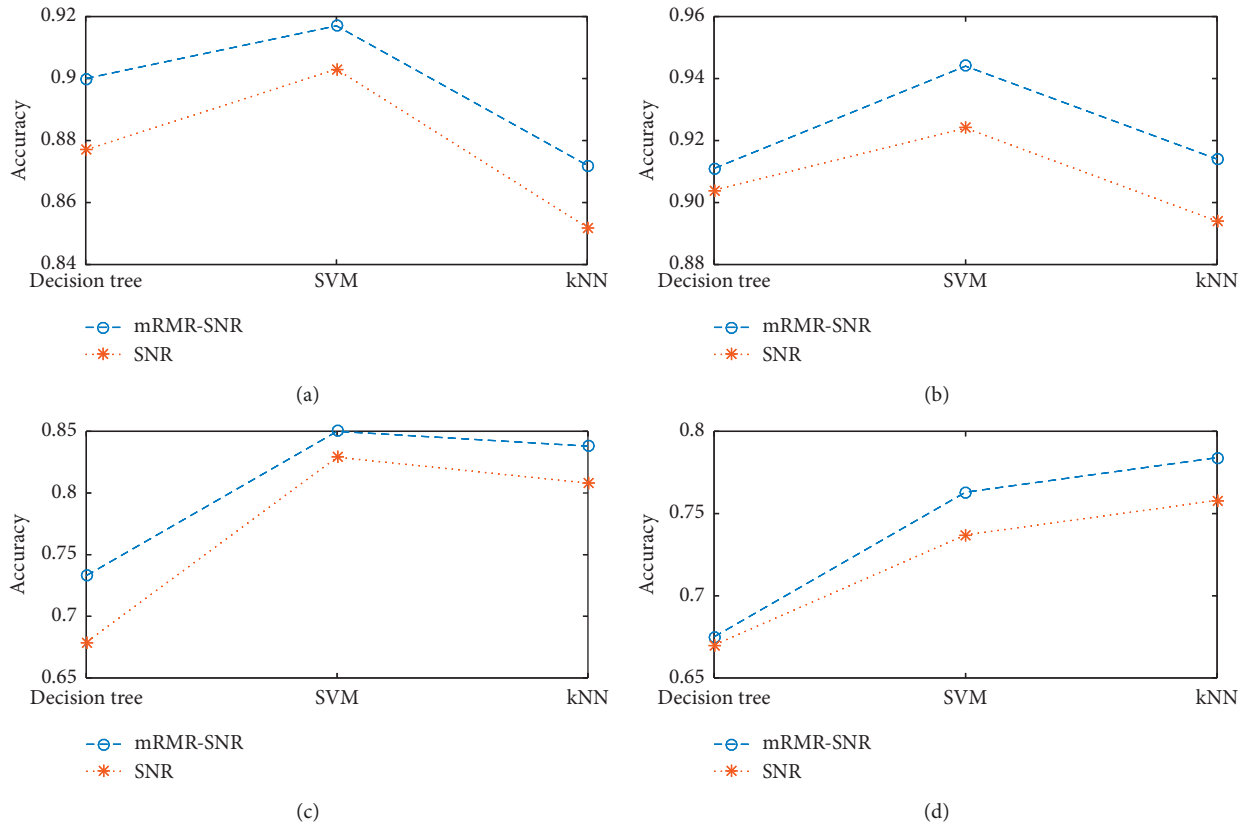 0.92
0.9
0.88
0.86
0.84
Accuracy
Decision tree
SVM
kNN
mRMR-SNR
SNR
(a)
0.96
0.94
0.92
0.90
0.88
Accuracy
Decision tree
SVM
kNN
mRMR-SNR
SNR
(b)
0.85
0.8
0.75
0.7
0.65
Accuracy
Decision tree
SVM
kNN
mRMR-SNR
SNR
(c)
0.8
0.75
0.7
0.65
Accuracy
Decision tree
SVM
kNN
mRMR-SNR
SNR
(d)